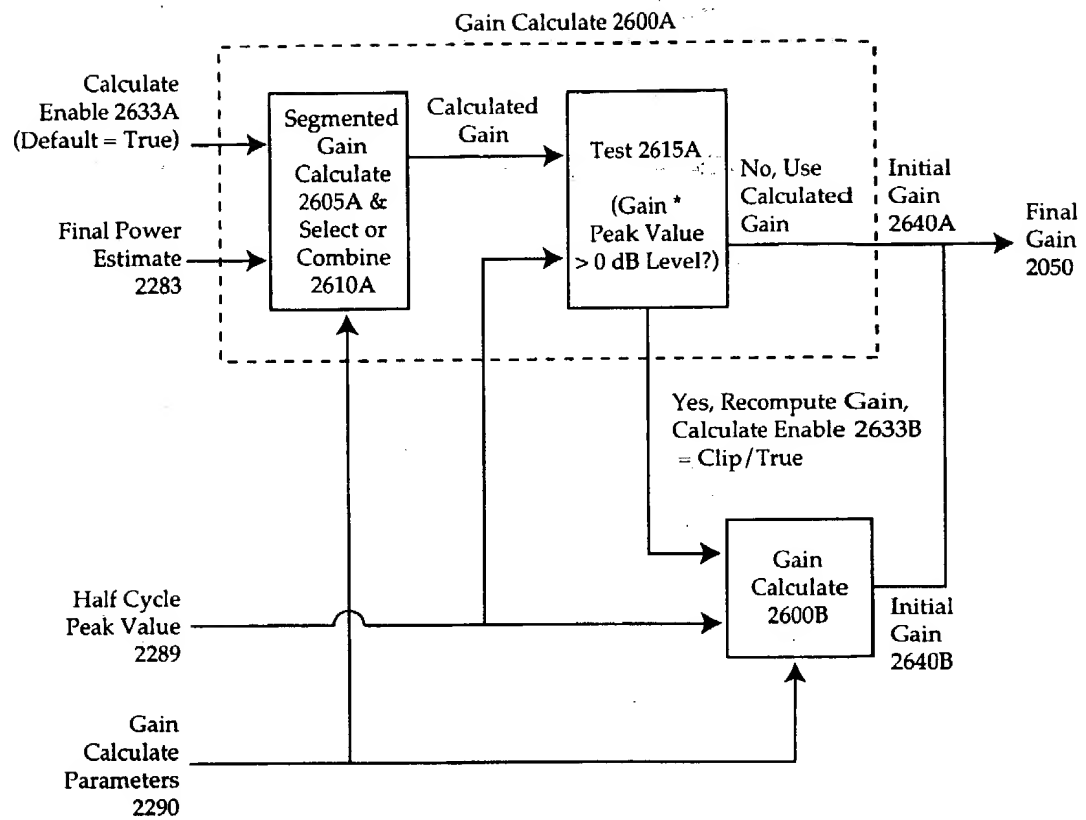 Gain Calculate 2600A
Calculate
Enable 2633A
(Default = True)
Segmented
Gain
Calculate
2605A &
Select or
Combine
2610A
Calculated
Gain
Test 2615A
(Gain *
Peak Value
> 0 dB Level?)
No, Use
Calculated
Gain
Initial
Gain
2640A
Final
Gain
2050
Final Power
Estimate
2283
Yes, Recompute Gain,
Calculate Enable 2633B
= Clip/True
Gain
Calculate
2600B
Initial
Gain
2640B
Half Cycle
Peak Value
2289
Gain
Calculate
Parameters
2290